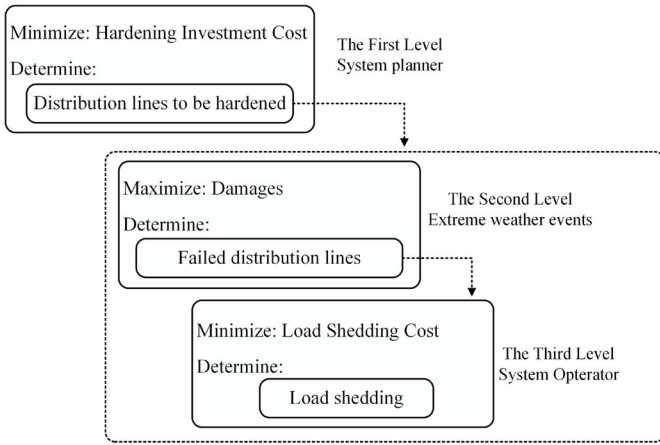 Minimize: Hardening Investment Cost
Determine:
Distribution lines to be hardened
The First Level
System planner
Maximize: Damages
Determine:
Failed distribution lines
The Second Level
Extreme weather events
Minimize: Load Shedding Cost
Determine:
Load shedding
The Third Level
System Opterator